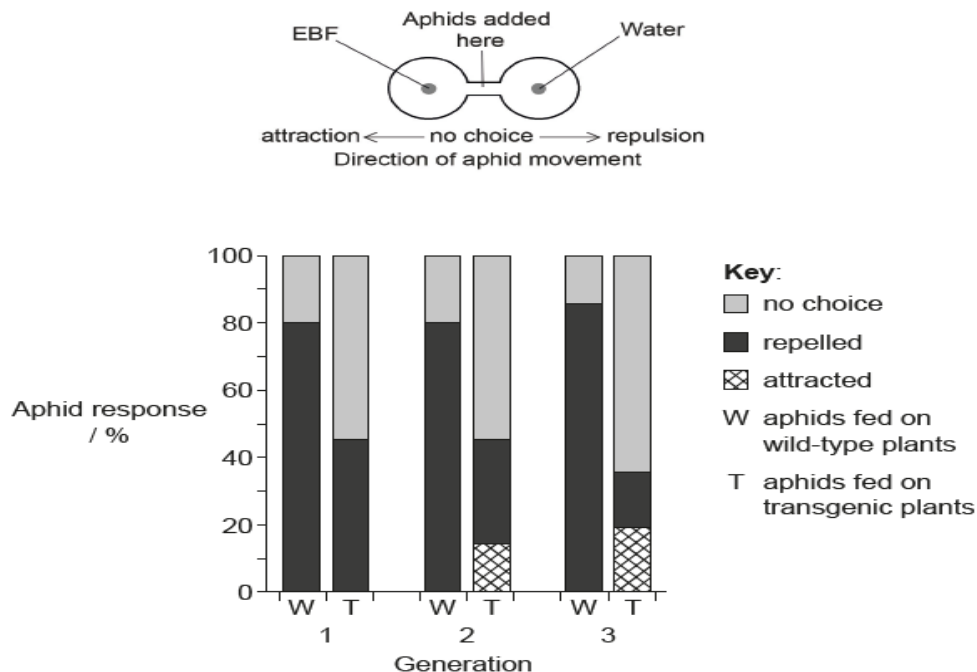 EBF
Aphids added
here
Water
attraction
no choice
repulsion
Direction of aphid movement
Aphid response
/ %
100
80
60
40
20
0
W
T
W
T
W
T
1
2
3
Generation
Key:
no choice
repelled
attracted
W aphids fed on
wild-type plants
T aphids fed on
transgenic plants